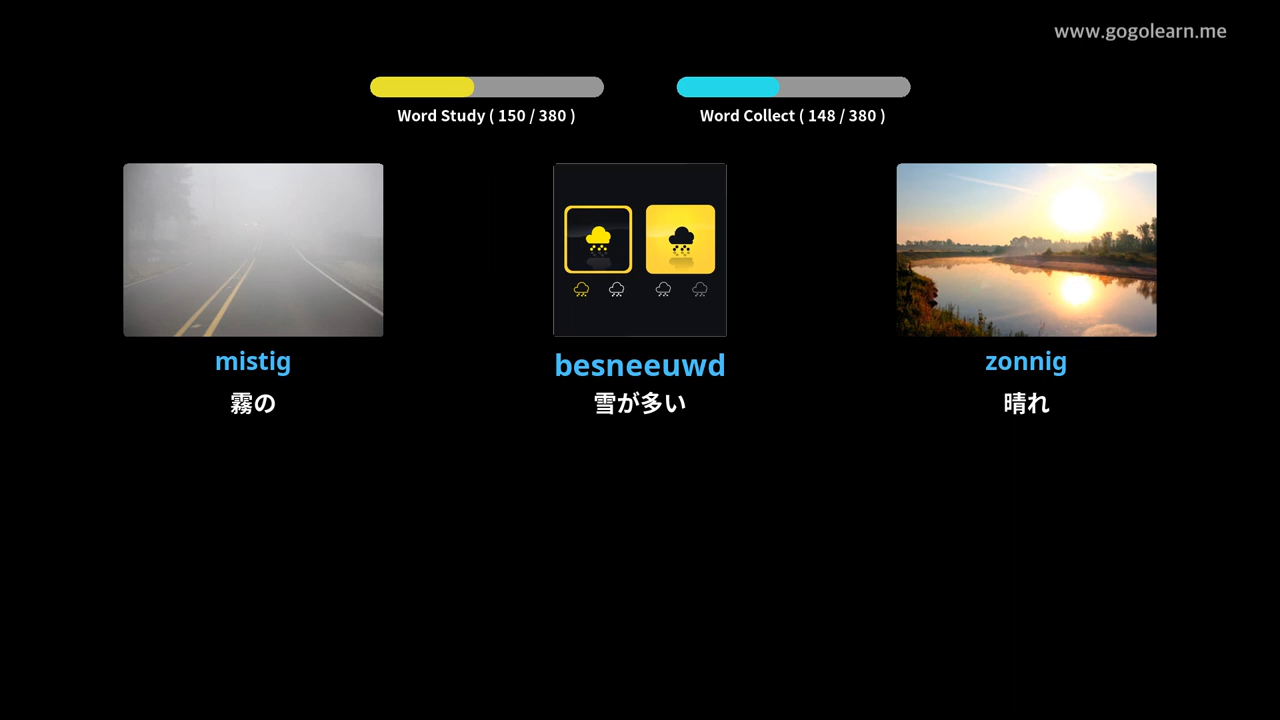 www.gogolearn.me
Word Study ( 150 / 380 )
Word Collect ( 148 / 380 )
mistig
霧の
besneeuwd
雪が多い
zonnig
晴れ